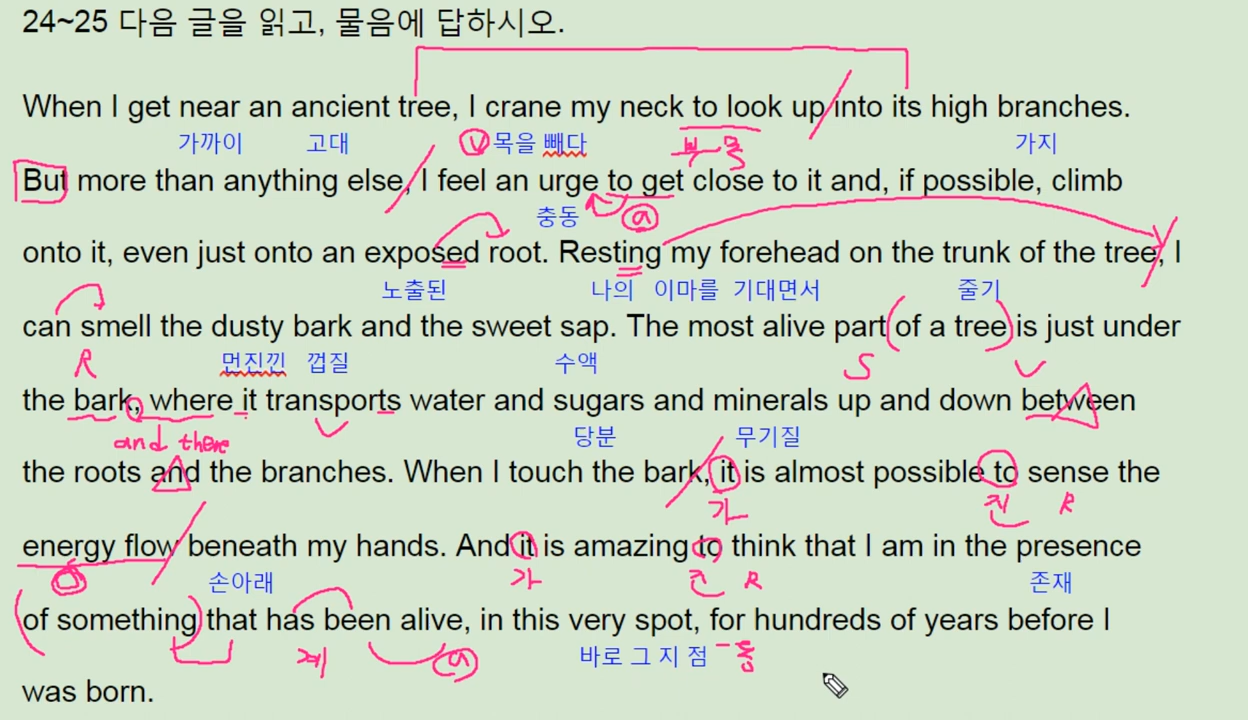 24~25 다음 글을 읽고, 물음에 답하시오.
When I get near an ancient tree, I crane my neck to look up into its high branches.
가까이 고대 ⓥ 목을 빼다 부·목 가지
But more than anything else, I feel an urge to get close to it and, if possible, climb
충동 ⓐ
onto it, even just onto an exposed root. Resting my forehead on the trunk of the tree, I
노출된 나의 이마를 기대면서 줄기
can smell the dusty bark and the sweet sap. The most alive part (of a tree) is just under
R 먼진낀 껍질 수액 S V
the bark, where it transports water and sugars and minerals up and down between
and there V 당분 무기질
the roots and the branches. When I touch the bark, it is almost possible to sense the
가 진 R
energy flow beneath my hands. And it is amazing to think that I am in the presence
손아래 가 진 R 존재
(of something) that has been alive, in this very spot, for hundreds of years before I
계 ⓐ 바로 그 지 점 -동
was born.